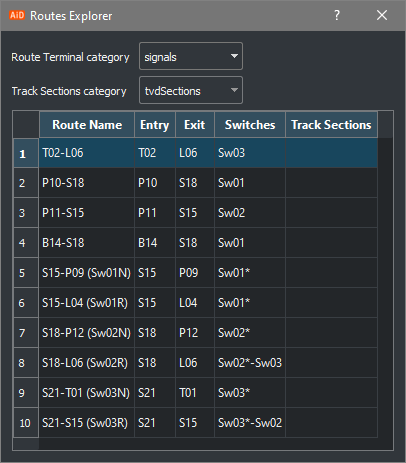 AID Routes Explorer ? ×
Route Terminal category signals
Track Sections category tvdSections
Route Name Entry Exit Switches Track Sections
1 T02-L06 T02 L06 Sw03
2 P10-S18 P10 S18 Sw01
3 P11-S15 P11 S15 Sw02
4 B14-S18 B14 S18 Sw01
5 S15-P09 (Sw01N) S15 P09 Sw01*
6 S15-L04 (Sw01R) S15 L04 Sw01*
7 S18-P12 (Sw02N) S18 P12 Sw02*
8 S18-L06 (Sw02R) S18 L06 Sw02*-Sw03
9 S21-T01 (Sw03N) S21 T01 Sw03*
10 S21-S15 (Sw03R) S21 S15 Sw03*-Sw02